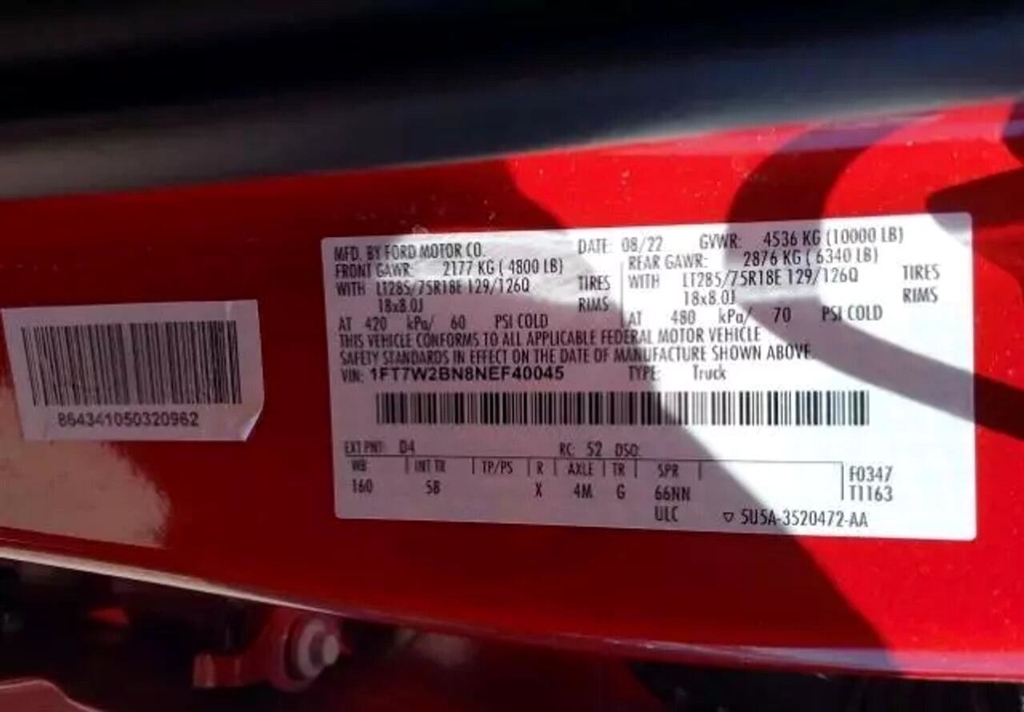 MFD. BY FORD MOTOR CO. DATE: 08/22 GVWR: 4536 KG (10000 LB)
FRONT GAWR: 2177 KG ( 4800 LB) REAR GAWR: 2876 KG ( 6340 LB)
WITH LT285/75R18E 129/126Q TIRES WITH LT285/75R18E 129/126Q TIRES
18x8.0J RIMS 18x8.0J RIMS
AT 420 kPa/ 60 PSI COLD AT 480 kPa/ 70 PSI COLD
THIS VEHICLE CONFORMS TO ALL APPLICABLE FEDERAL MOTOR VEHICLE
SAFETY STANDARDS IN EFFECT ON THE DATE OF MANUFACTURE SHOWN ABOVE.
VIN: 1FT7W2BN8NEF40045 TYPE: Truck
EXT PNT: D4 RC: 52 DSO:
WB INT TR TP/PS R AXLE TR SPR F0347
160 5B X 4M G 66NN T1163
ULC ▽ 5U5A-3520472-AA
864341050320962